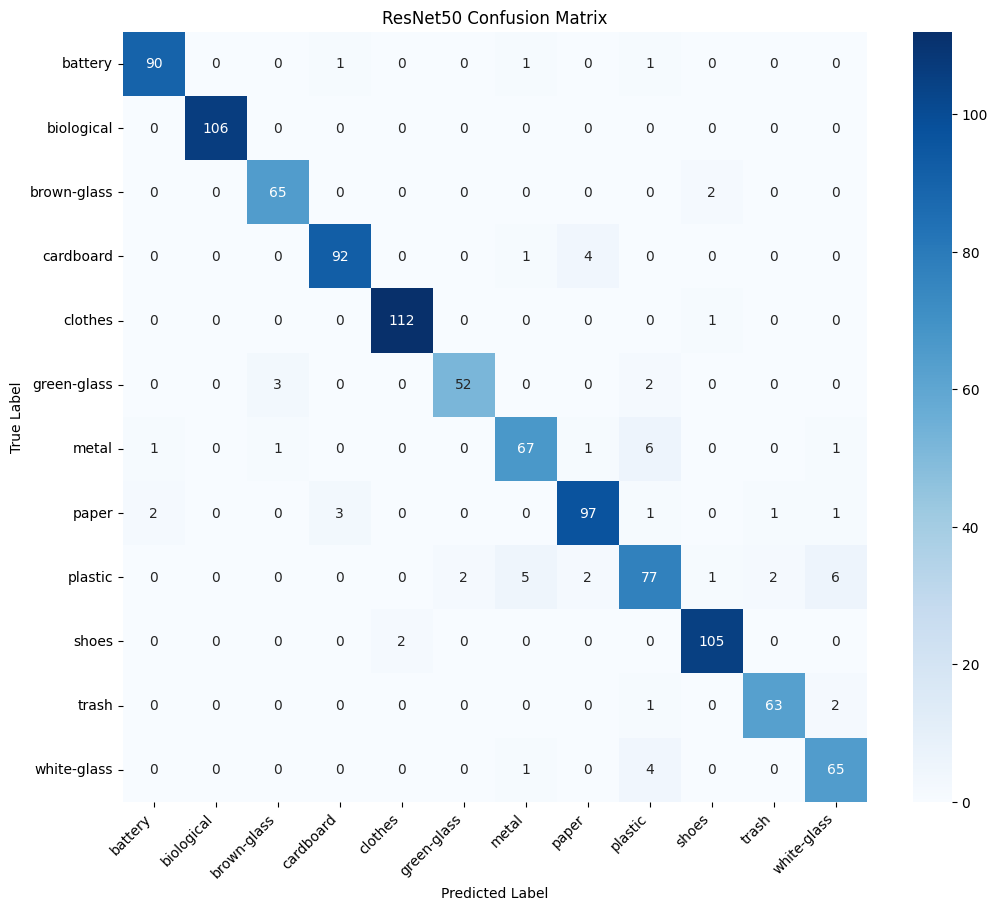 ResNet50 Confusion Matrix
True Label
battery 90 0 0 1 0 0 1 0 1 0 0 0
biological 0 106 0 0 0 0 0 0 0 0 0 0
brown-glass 0 0 65 0 0 0 0 0 0 2 0 0
cardboard 0 0 0 92 0 0 1 4 0 0 0 0
clothes 0 0 0 0 112 0 0 0 0 1 0 0
green-glass 0 0 3 0 0 52 0 0 2 0 0 0
metal 1 0 1 0 0 0 67 1 6 0 0 1
paper 2 0 0 3 0 0 0 97 1 0 1 1
plastic 0 0 0 0 0 2 5 2 77 1 2 6
shoes 0 0 0 0 2 0 0 0 0 105 0 0
trash 0 0 0 0 0 0 0 0 1 0 63 2
white-glass 0 0 0 0 0 0 1 0 4 0 0 65
battery biological brown-glass cardboard clothes green-glass metal paper plastic shoes trash white-glass
Predicted Label
100
80
60
40
20
0